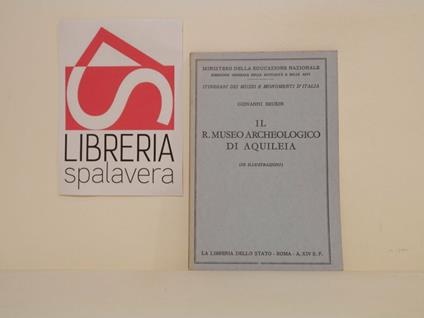 LIBRERIA
spalavera
MINISTERO DELLA EDUCAZIONE NAZIONALE
DIREZIONE GENERALE DELLE ANTICHITÀ E BELLE ARTI
ITINERARI DEI MUSEI E MONUMENTI D'ITALIA
GIOVANNI BRUSIN
IL
R. MUSEO ARCHEOLOGICO
DI AQUILEIA
ILLUSTRAZIONI)
LA LIBRERIA DELLO STATO - ROMA - A. XIV E. F.